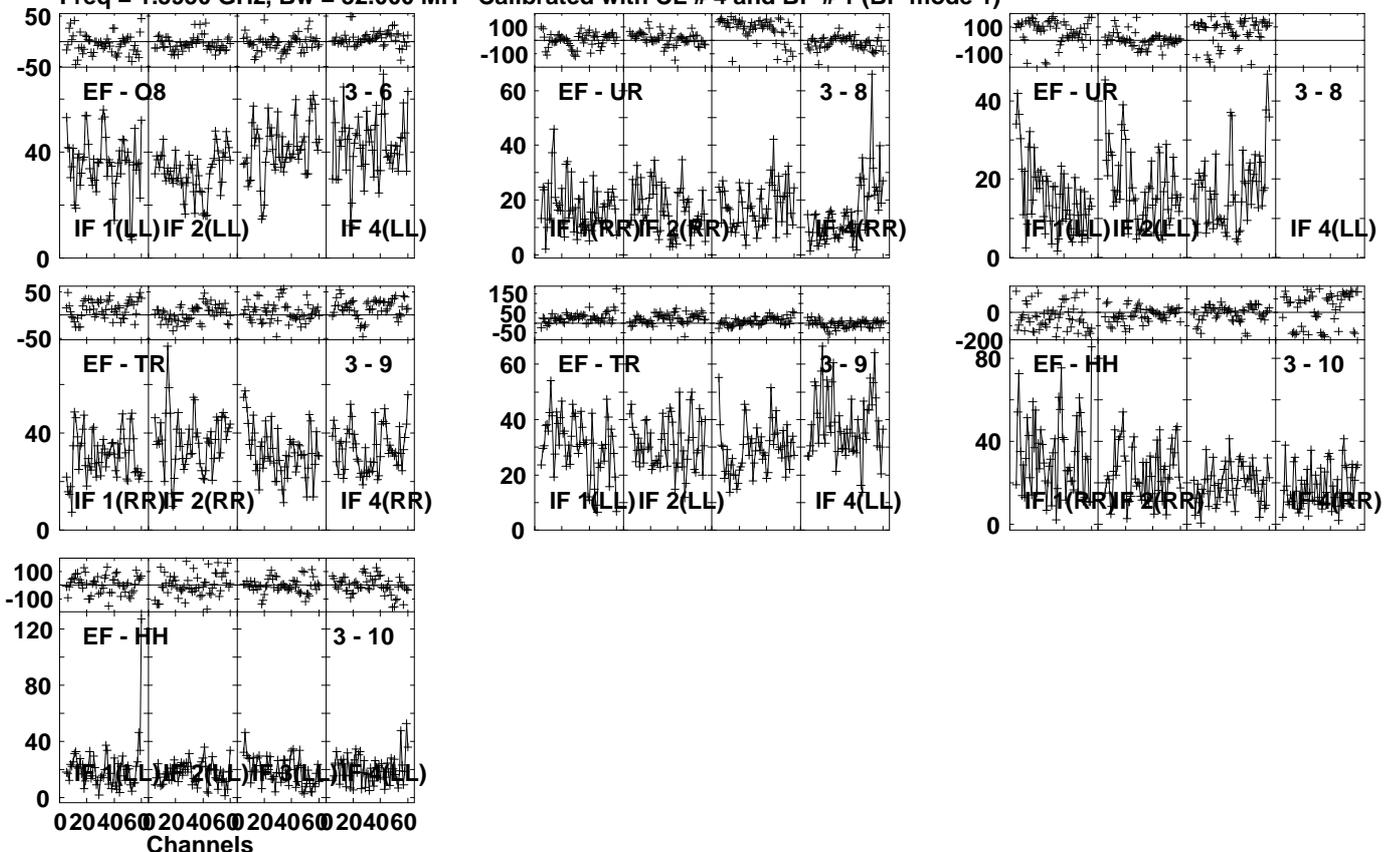 Calibrated with CL # 4 and BP # 1 (BP mode 1)
50
-50
EF - O8
3 - 6
40
0
IF 1(LL) IF 2(LL) IF 4(LL)
100
-100
EF - UR
3 - 8
60
40
20
0
IF 1(RR) IF 2(RR) IF 4(RR)
100
-100
EF - UR
3 - 8
40
20
0
IF 1(LL) IF 2(LL) IF 4(LL)
50
-50
EF - TR
3 - 9
40
0
IF 1(RR) IF 2(RR) IF 4(RR)
150
50
-50
EF - TR
3 - 9
60
40
20
0
IF 1(LL) IF 2(LL) IF 4(LL)
0
-200
EF - HH
3 - 10
80
40
0
IF 1(RR) IF 2(RR) IF 4(RR)
100
-100
EF - HH
3 - 10
120
80
40
0
IF 1(LL) IF 2(LL) IF 3(LL) IF 4(LL)
0 20 40 60 0 20 40 60 0 20 40 60 0 20 40 60
Channels